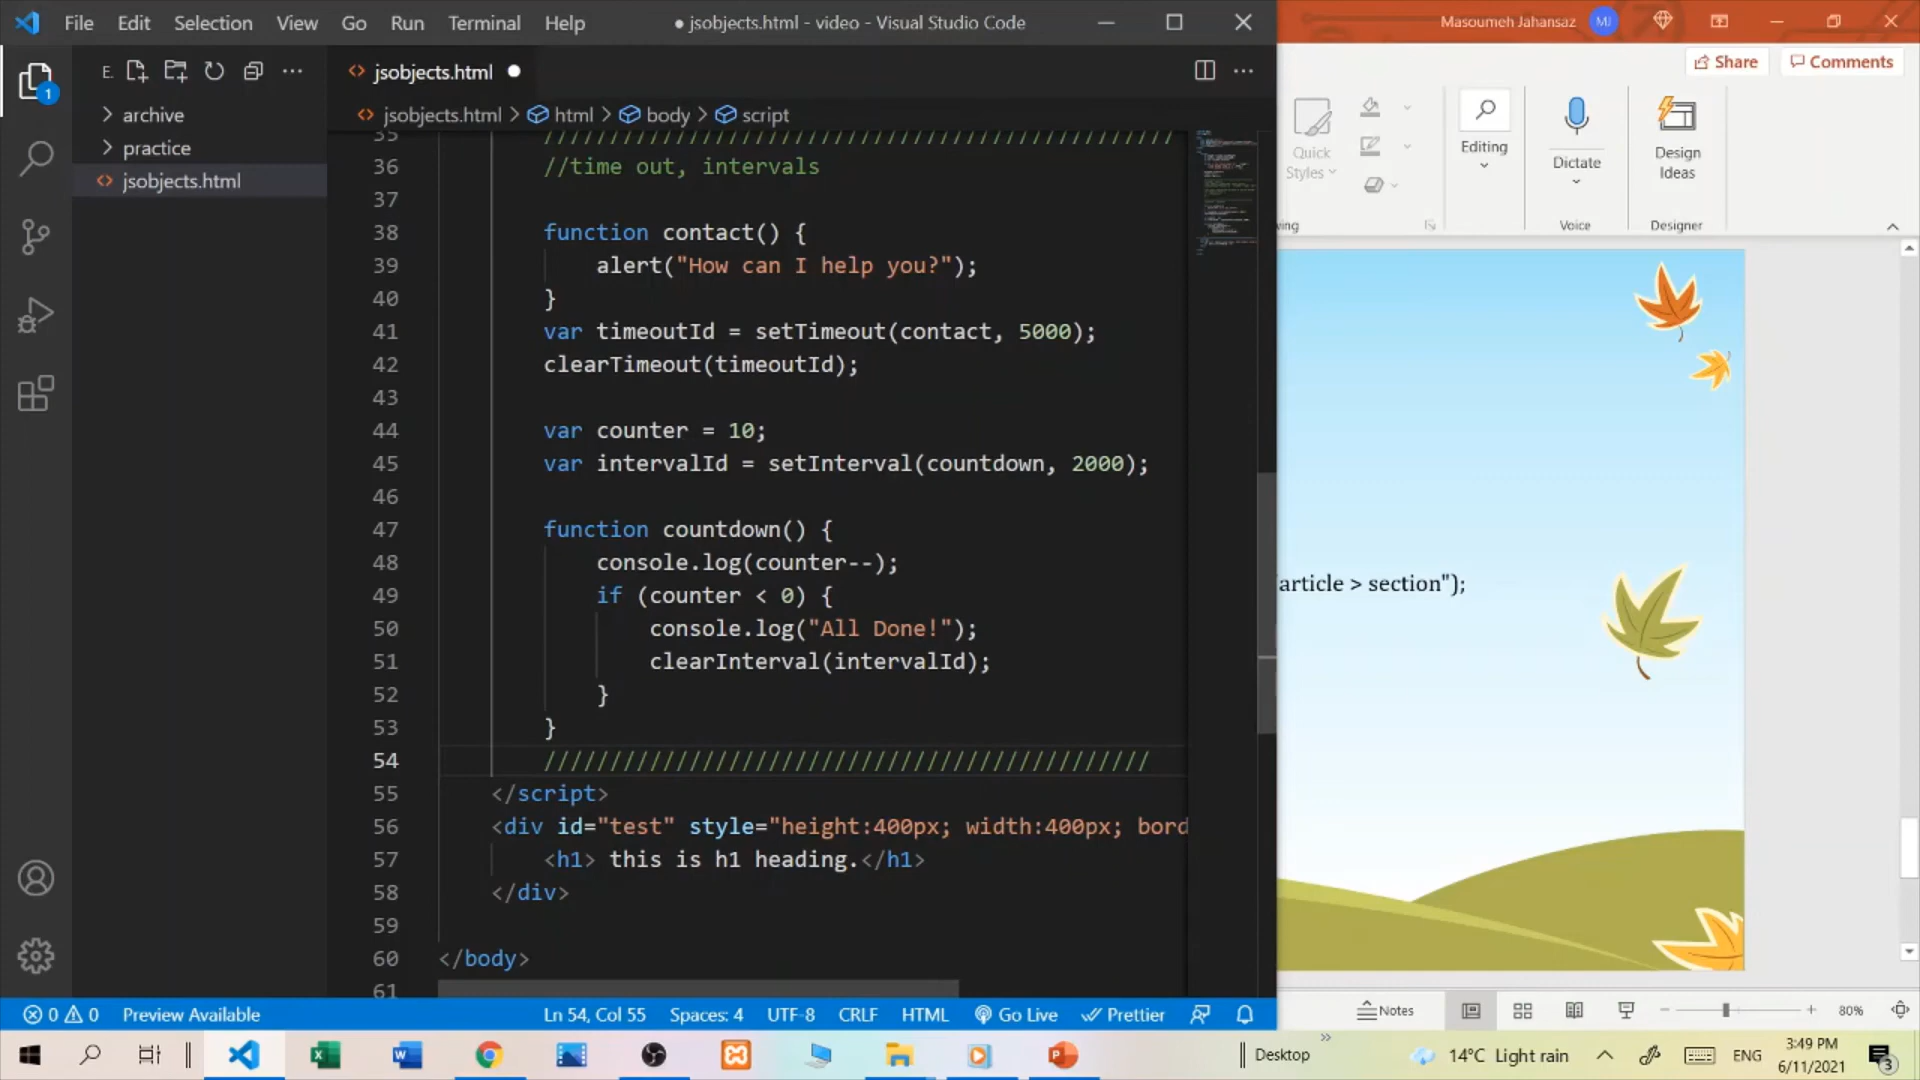 File Edit Selection View Go Run Terminal Help
● jsobjects.html - video - Visual Studio Code
Masoumeh Jahansaz MJ
Share Comments
E.
jsobjects.html
archive
practice
jsobjects.html
1
jsobjects.html > html > body > script
35 ////////////////////////////////////////////////
36 //time out, intervals
37
38 function contact() {
39 alert("How can I help you?");
40 }
41 var timeoutId = setTimeout(contact, 5000);
42 clearTimeout(timeoutId);
43
44 var counter = 10;
45 var intervalId = setInterval(countdown, 2000);
46
47 function countdown() {
48 console.log(counter--);
49 if (counter < 0) {
50 console.log("All Done!");
51 clearInterval(intervalId);
52 }
53 }
54 //////////////////////////////////////////////
55 </script>
56 <div id="test" style="height:400px; width:400px; bord
57 <h1> this is h1 heading.</h1>
58 </div>
59
60 </body>
61
Quick
Styles
Editing
Dictate
Design
Ideas
ing
Voice
Designer
article > section");
0 0 Preview Available
Ln 54, Col 55 Spaces: 4 UTF-8 CRLF HTML Go Live Prettier
Notes
80%
Desktop
14°C Light rain
ENG
3:49 PM
6/11/2021
3